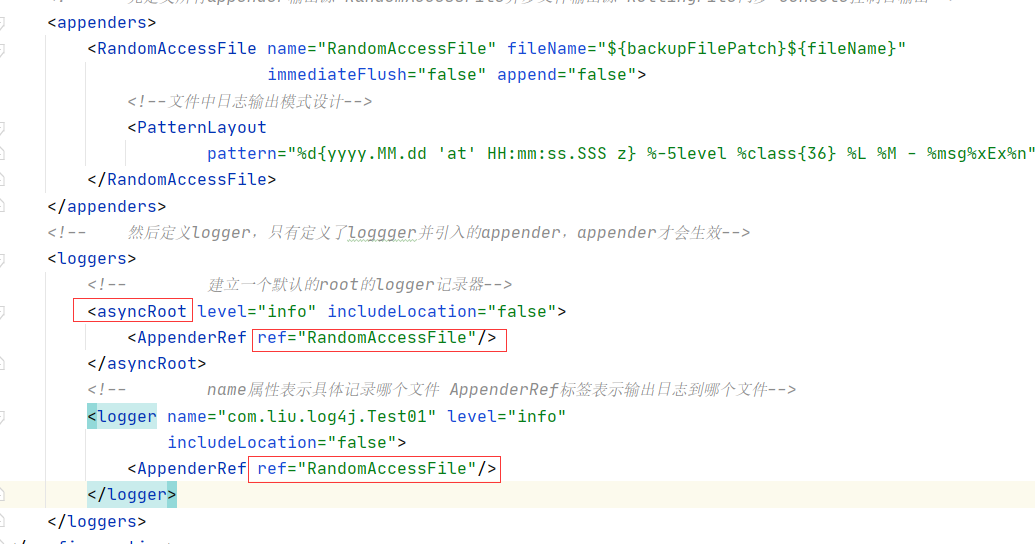 <appenders>
<RandomAccessFile name="RandomAccessFile" fileName="${backupFilePatch}${fileName}"
immediateFlush="false" append="false">
<!--文件中日志输出模式设计-->
<PatternLayout
pattern="%d{yyyy.MM.dd 'at' HH:mm:ss.SSS z} %-5level %class{36} %L %M - %msg%xEx%n"
</RandomAccessFile>
</appenders>
<!-- 然后定义logger，只有定义了loggger并引入的appender，appender才会生效-->
<loggers>
<!-- 建立一个默认的root的logger记录器-->
<asyncRoot level="info" includeLocation="false">
<AppenderRef ref="RandomAccessFile"/>
</asyncRoot>
<!-- name属性表示具体记录哪个文件 AppenderRef标签表示输出日志到哪个文件-->
<logger name="com.liu.log4j.Test01" level="info"
includeLocation="false">
<AppenderRef ref="RandomAccessFile"/>
</logger>
</loggers>